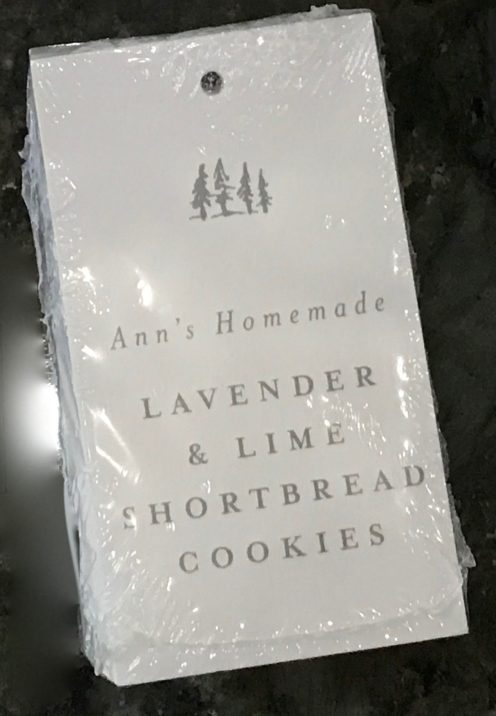 Ann's Homemade
LAVENDER
& LIME
SHORTBREAD
COOKIES